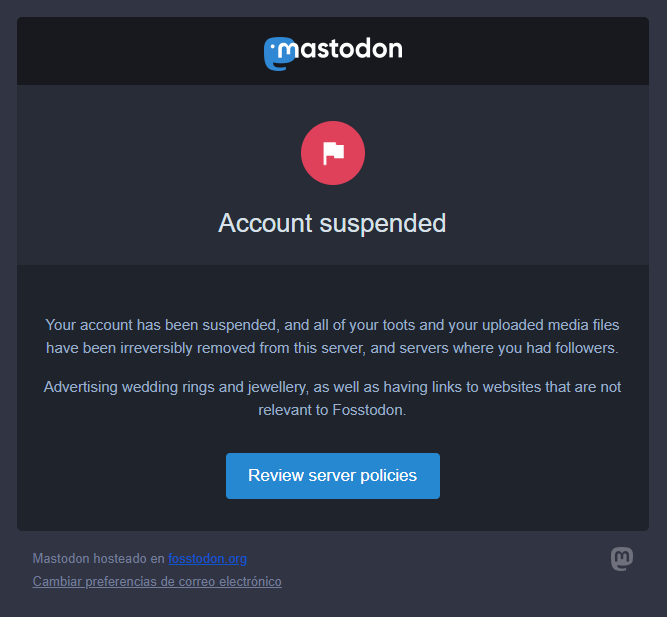 mastodon
Account suspended
Your account has been suspended, and all of your toots and your uploaded media files
have been irreversibly removed from this server, and servers where you had followers.
Advertising wedding rings and jewellery, as well as having links to websites that are not
relevant to Fosstodon.
Review server policies
Mastodon hosteado en fosstodon.org
Cambiar preferencias de correo electrónico